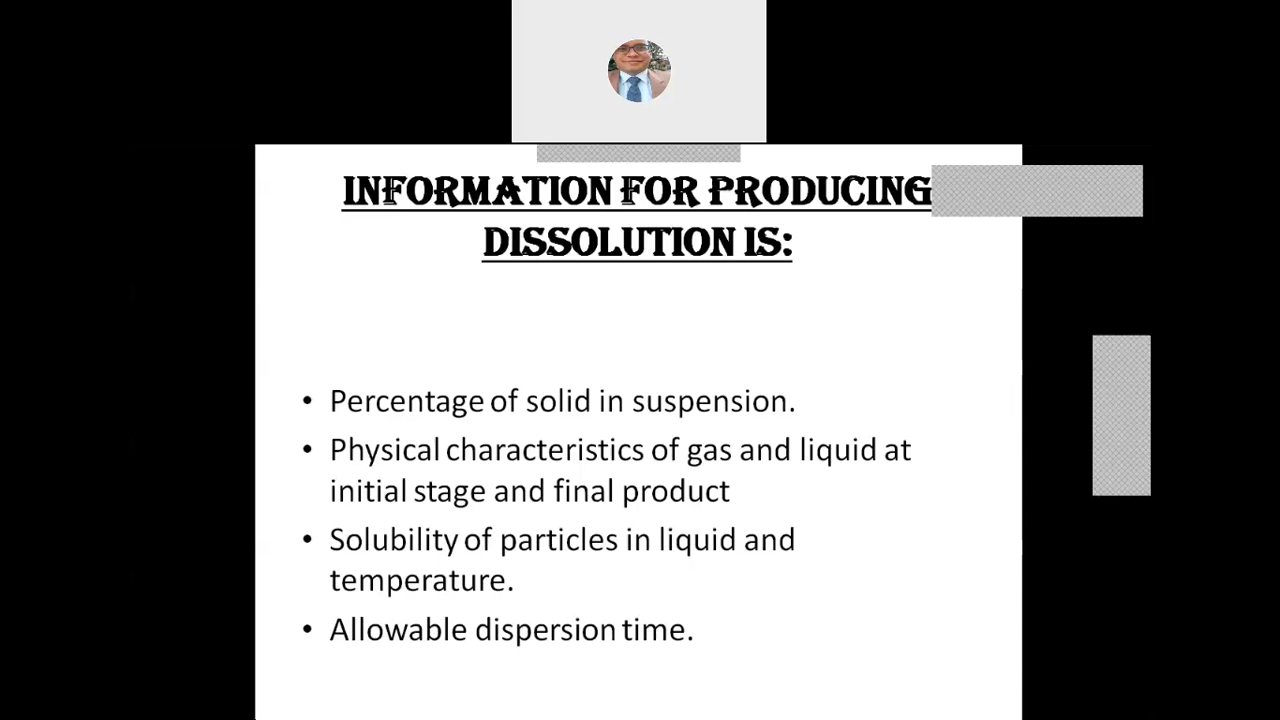 INFORMATION FOR PRODUCING
DISSOLUTION IS:
• Percentage of solid in suspension.
• Physical characteristics of gas and liquid at
initial stage and final product
• Solubility of particles in liquid and
temperature.
• Allowable dispersion time.